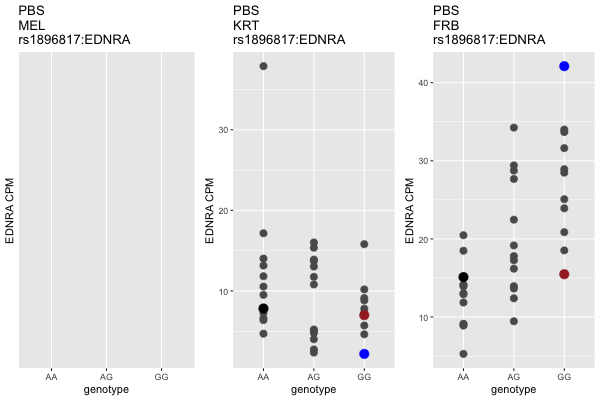 PBS
MEL
rs1896817:EDNRA
EDNRA CPM
AA AG GG
genotype
PBS
KRT
rs1896817:EDNRA
EDNRA CPM
30
20
10
AA AG GG
genotype
PBS
FRB
rs1896817:EDNRA
EDNRA CPM
40
30
20
10
AA AG GG
genotype